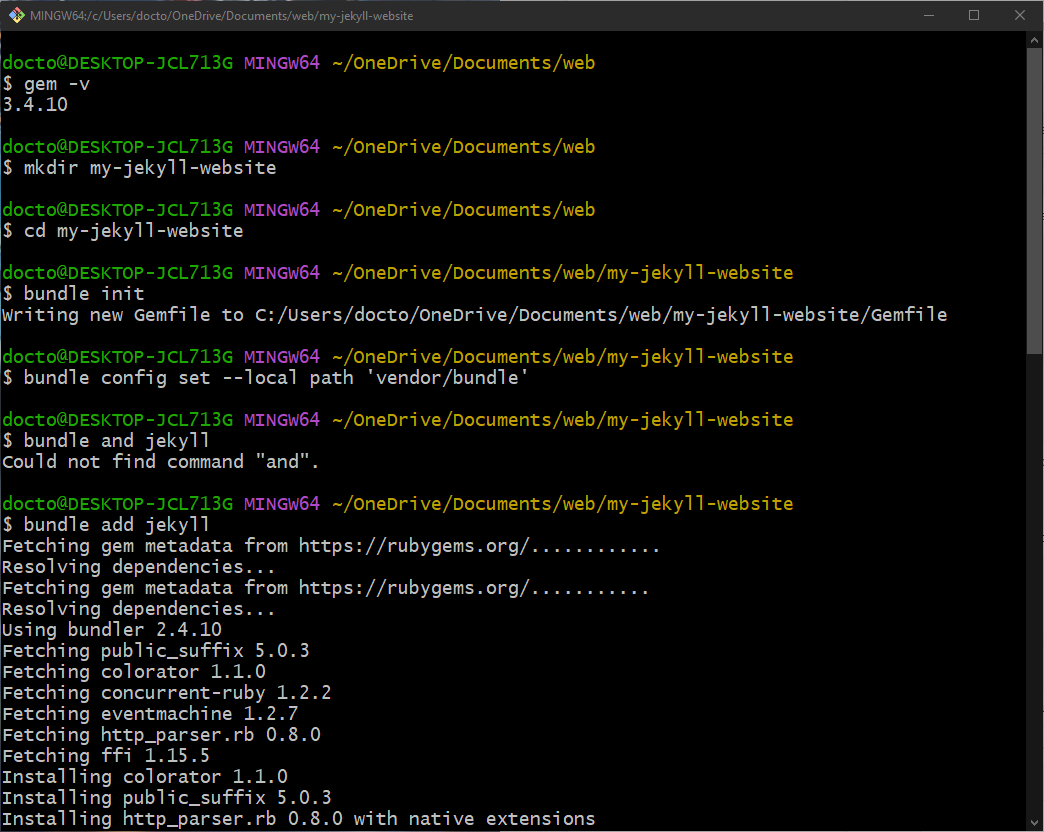 MINGW64:/c/Users/docto/OneDrive/Documents/web/my-jekyll-website
docto@DESKTOP-JCL713G MINGW64 ~/OneDrive/Documents/web
$ gem -v
3.4.10
docto@DESKTOP-JCL713G MINGW64 ~/OneDrive/Documents/web
$ mkdir my-jekyll-website
docto@DESKTOP-JCL713G MINGW64 ~/OneDrive/Documents/web
$ cd my-jekyll-website
docto@DESKTOP-JCL713G MINGW64 ~/OneDrive/Documents/web/my-jekyll-website
$ bundle init
Writing new Gemfile to C:/Users/docto/OneDrive/Documents/web/my-jekyll-website/Gemfile
docto@DESKTOP-JCL713G MINGW64 ~/OneDrive/Documents/web/my-jekyll-website
$ bundle config set --local path 'vendor/bundle'
docto@DESKTOP-JCL713G MINGW64 ~/OneDrive/Documents/web/my-jekyll-website
$ bundle and jekyll
Could not find command "and".
docto@DESKTOP-JCL713G MINGW64 ~/OneDrive/Documents/web/my-jekyll-website
$ bundle add jekyll
Fetching gem metadata from https://rubygems.org/............
Resolving dependencies...
Fetching gem metadata from https://rubygems.org/...........
Resolving dependencies...
Using bundler 2.4.10
Fetching public_suffix 5.0.3
Fetching colorator 1.1.0
Fetching concurrent-ruby 1.2.2
Fetching eventmachine 1.2.7
Fetching http_parser.rb 0.8.0
Fetching ffi 1.15.5
Installing colorator 1.1.0
Installing public_suffix 5.0.3
Installing http_parser.rb 0.8.0 with native extensions